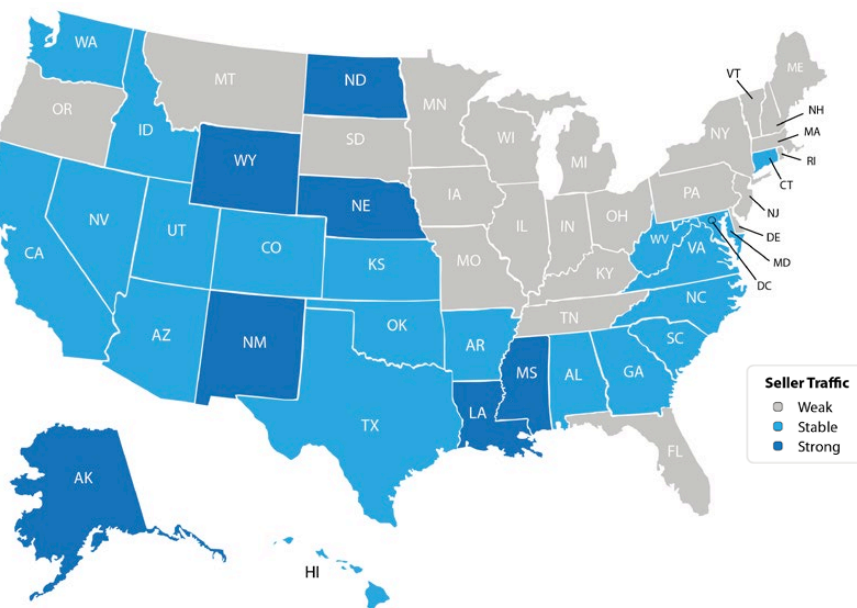 WA
MT
ND
MN
VT
ME
OR
ID
SD
WI
MI
NY
NH
MA
RI
CT
WY
NE
IA
PA
NJ
NV
UT
CO
KS
MO
IL
IN
OH
DE
MD
DC
CA
WV
VA
KY
AZ
NM
OK
AR
TN
NC
SC
MS
AL
GA
TX
LA
FL
AK
HI
Seller Traffic
Weak
Stable
Strong